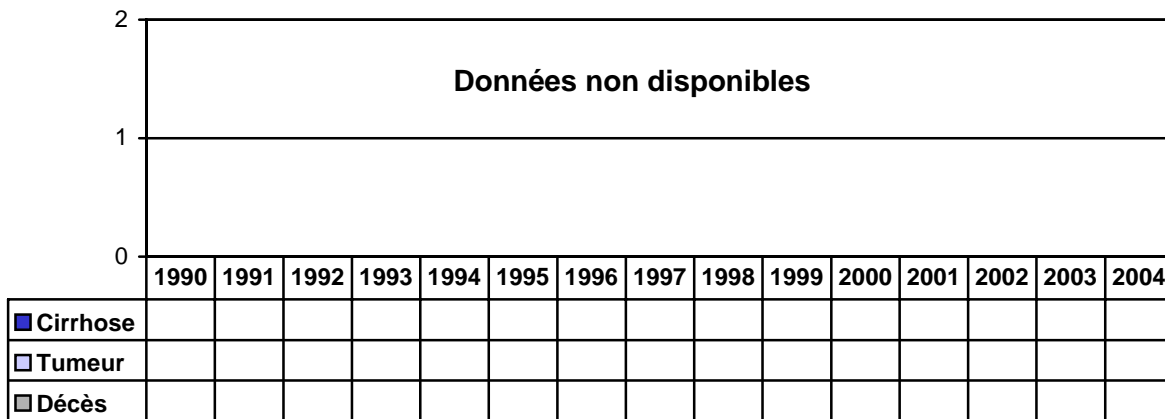 2
Données non disponibles
1
0
1990 1991 1992 1993 1994 1995 1996 1997 1998 1999 2000 2001 2002 2003 2004
Cirrhose
Tumeur
Décès